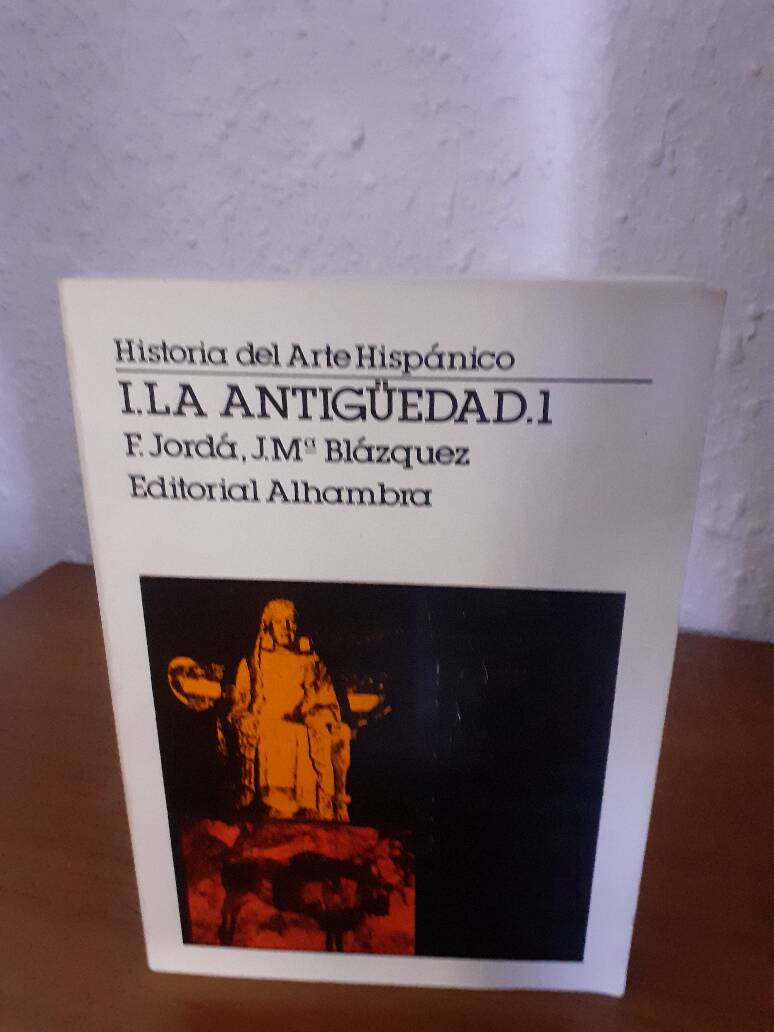 Historia del Arte Hispánico
I.LA ANTIGÜEDAD.1
F. Jordá, J.Mª Blázquez
Editorial Alhambra